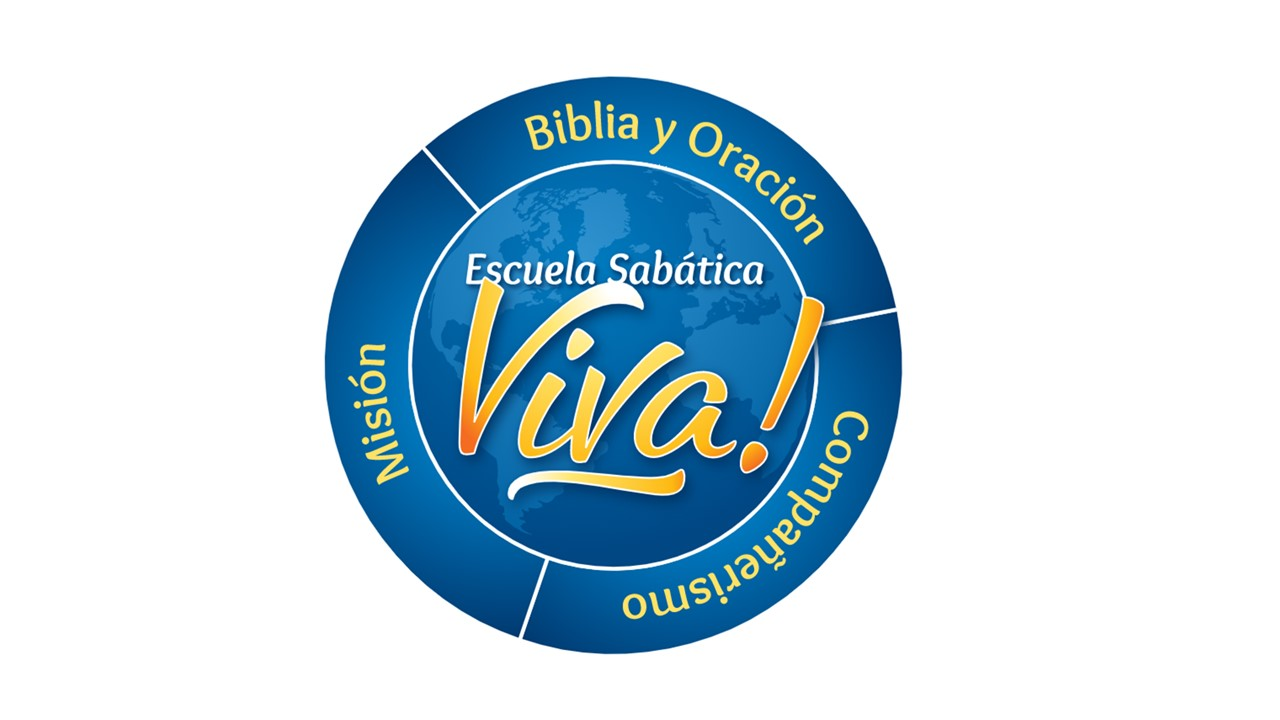 Biblia y Oración
Escuela Sabática
Viva!
Misión
Compañerismo